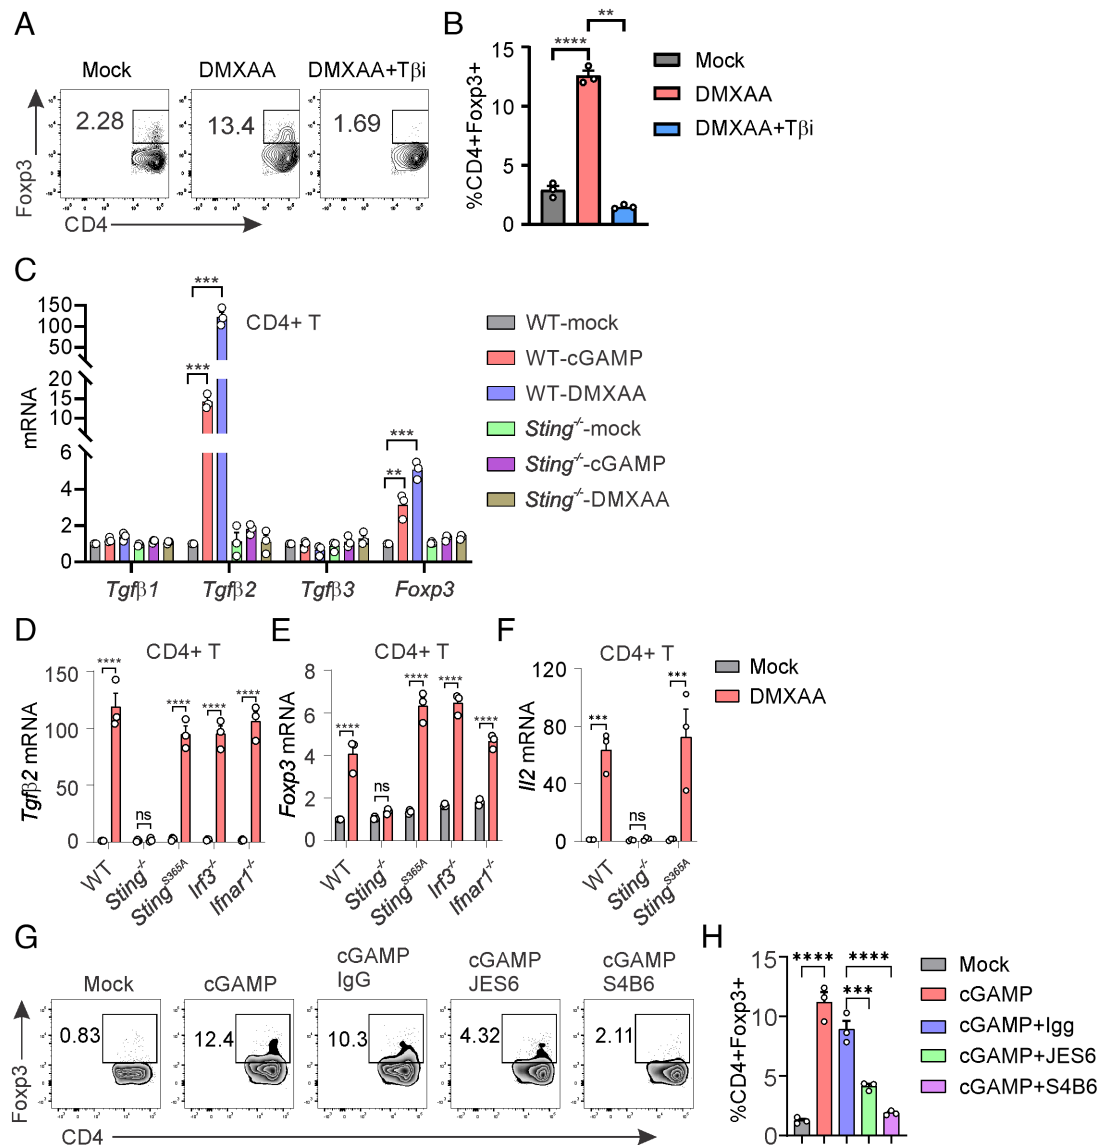 A
Mock
DMXAA
DMXAA+Tβi
2.28
13.4
1.69
Foxp3
CD4
B
**
****
%CD4+Foxp3+
15
10
5
0
Mock
DMXAA
DMXAA+Tβi
C
mRNA
150
100
50
20
15
10
6
4
2
0
***
***
CD4+ T
***
**
Tgfβ1
Tgfβ2
Tgfβ3
Foxp3
WT-mock
WT-cGAMP
WT-DMXAA
Sting-/--mock
Sting-/--cGAMP
Sting-/--DMXAA
D
CD4+ T
Tgfβ2 mRNA
150
100
50
0
****
ns
****
****
****
WT
Sting-/-
StingS365A
Irf3-/-
Ifnar1-/-
E
CD4+ T
Foxp3 mRNA
8
6
4
2
0
****
ns
****
****
****
WT
Sting-/-
StingS365A
Irf3-/-
Ifnar1-/-
F
CD4+ T
Il2 mRNA
120
80
40
0
***
ns
***
WT
Sting-/-
StingS365A
Mock
DMXAA
G
Mock
cGAMP
cGAMP
IgG
cGAMP
JES6
cGAMP
S4B6
0.83
12.4
10.3
4.32
2.11
Foxp3
CD4
H
%CD4+Foxp3+
15
10
5
0
****
****
***
Mock
cGAMP
cGAMP+Igg
cGAMP+JES6
cGAMP+S4B6